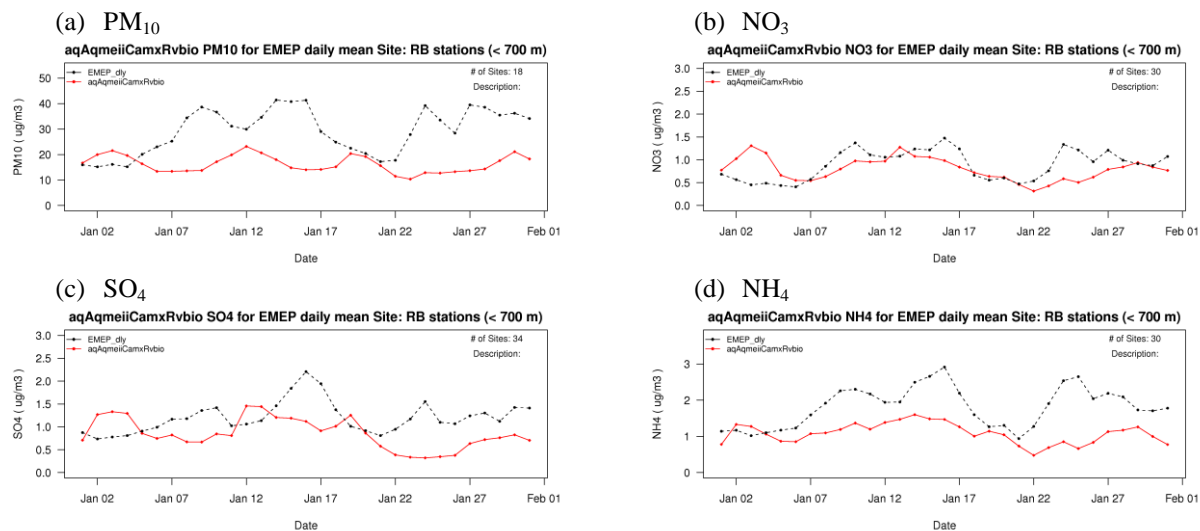 (a) PM10
aqAqmeiiCamxRvbio PM10 for EMEP daily mean Site: RB stations (< 700 m)
EMEP_dly
aqAqmeiiCamxRvbio
# of Sites: 18
Description:
PM10 ( ug/m3 )
50
40
30
20
10
0
Jan 02 Jan 07 Jan 12 Jan 17 Jan 22 Jan 27 Feb 01
Date
(b) NO3
aqAqmeiiCamxRvbio NO3 for EMEP daily mean Site: RB stations (< 700 m)
EMEP_dly
aqAqmeiiCamxRvbio
# of Sites: 30
Description:
NO3 ( ug/m3 )
3.0
2.5
2.0
1.5
1.0
0.5
0.0
Jan 02 Jan 07 Jan 12 Jan 17 Jan 22 Jan 27 Feb 01
Date
(c) SO4
aqAqmeiiCamxRvbio SO4 for EMEP daily mean Site: RB stations (< 700 m)
EMEP_dly
aqAqmeiiCamxRvbio
# of Sites: 34
Description:
SO4 ( ug/m3 )
3.0
2.5
2.0
1.5
1.0
0.5
0.0
Jan 02 Jan 07 Jan 12 Jan 17 Jan 22 Jan 27 Feb 01
Date
(d) NH4
aqAqmeiiCamxRvbio NH4 for EMEP daily mean Site: RB stations (< 700 m)
EMEP_dly
aqAqmeiiCamxRvbio
# of Sites: 30
Description:
NH4 ( ug/m3 )
3
2
1
0
Jan 02 Jan 07 Jan 12 Jan 17 Jan 22 Jan 27 Feb 01
Date